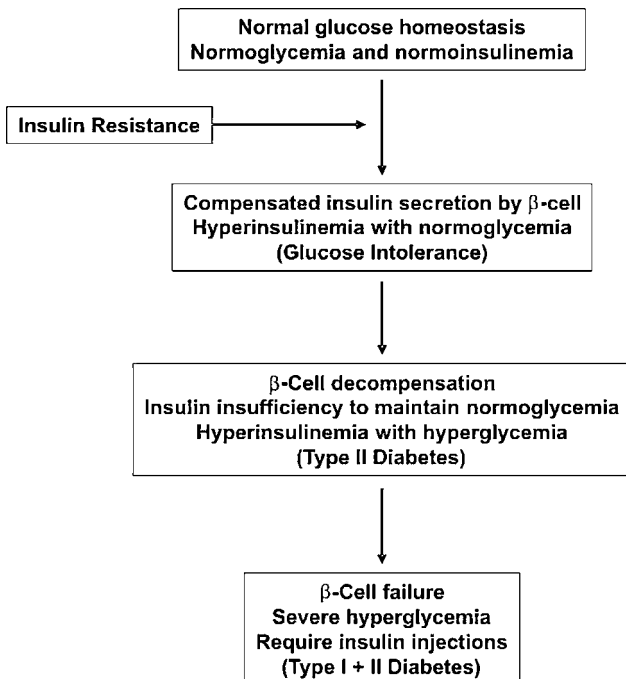 Normal glucose homeostasis
Normoglycemia and normoinsulinemia
Insulin Resistance
Compensated insulin secretion by β-cell
Hyperinsulinemia with normoglycemia
(Glucose Intolerance)
β-Cell decompensation
Insulin insufficiency to maintain normoglycemia
Hyperinsulinemia with hyperglycemia
(Type II Diabetes)
β-Cell failure
Severe hyperglycemia
Require insulin injections
(Type I + II Diabetes)